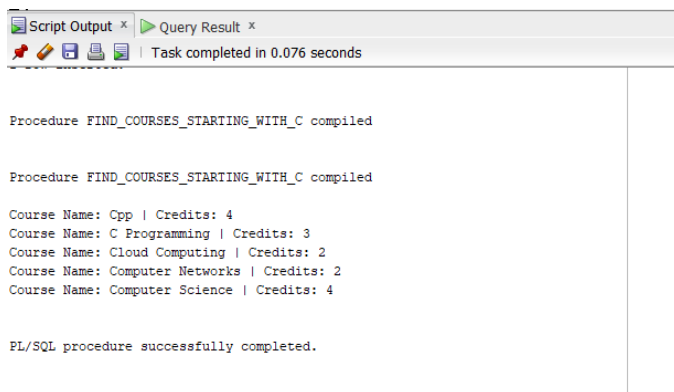 Script Output x Query Result x
Task completed in 0.076 seconds
Procedure FIND_COURSES_STARTING_WITH_C compiled
Procedure FIND_COURSES_STARTING_WITH_C compiled
Course Name: Cpp | Credits: 4
Course Name: C Programming | Credits: 3
Course Name: Cloud Computing | Credits: 2
Course Name: Computer Networks | Credits: 2
Course Name: Computer Science | Credits: 4
PL/SQL procedure successfully completed.